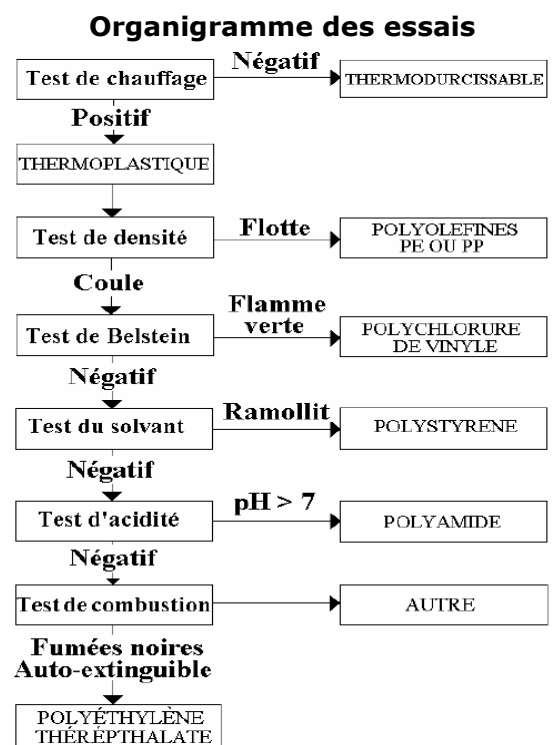 Organigramme des essais
Négatif
Test de chauffage
THERMODURCISSABLE
Positif
THERMOPLASTIQUE
Test de densité
Flotte
POLYOLEFINES
PE OU PP
Coule
Flamme
verte
Test de Belstein
POLYCHLORURE
DE VINYLE
Négatif
Ramollit
Test du solvant
POLYSTYRENE
Négatif
pH > 7
Test d'acidité
POLYAMIDE
Négatif
Test de combustion
AUTRE
Fumées noires
Auto-extinguible
POLYÉTHYLÈNE
THÉRÉPTHALATE